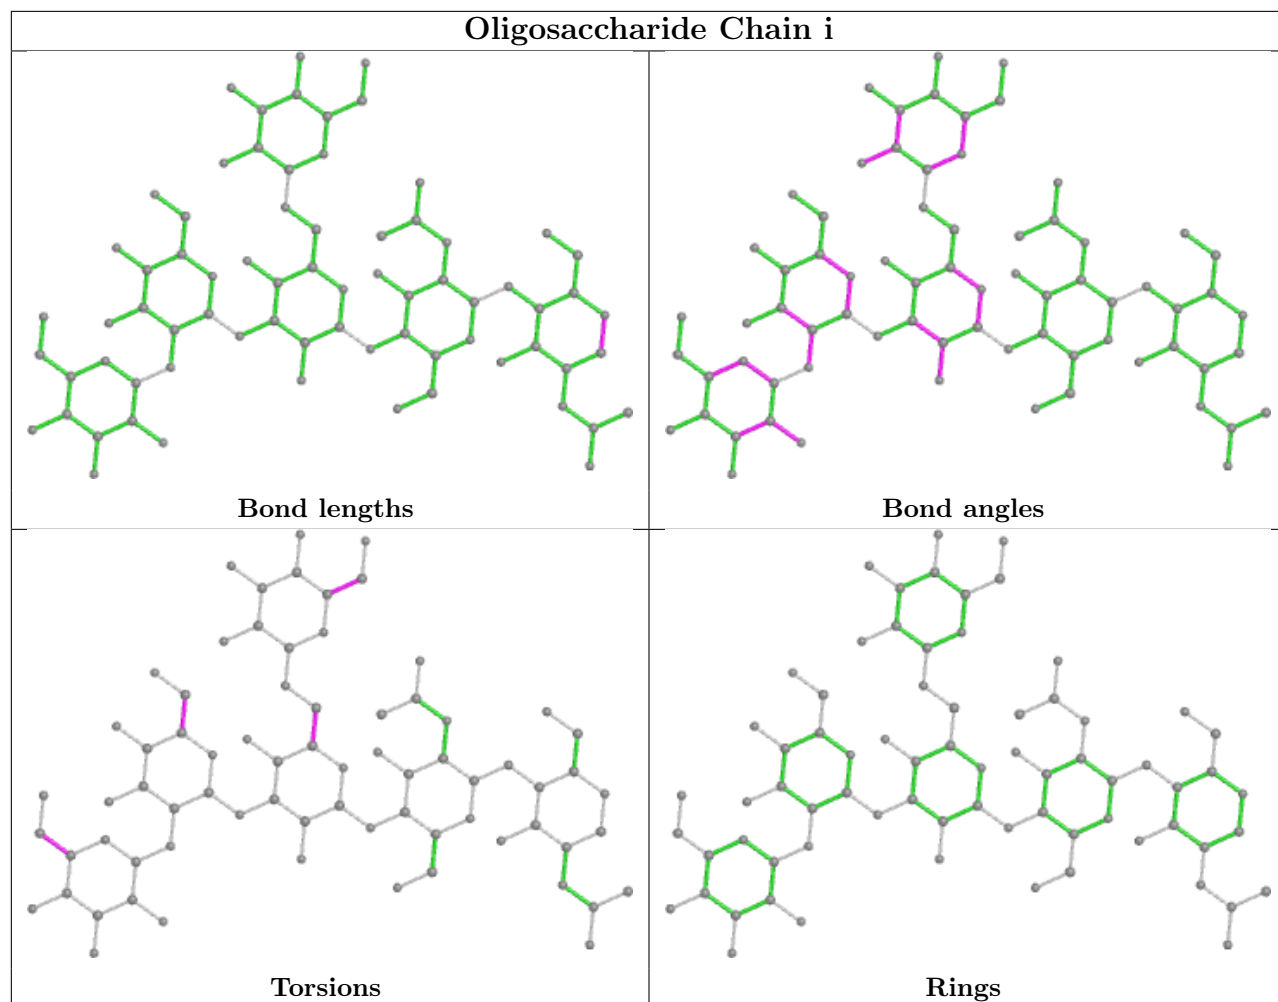 Oligosaccharide Chain i
Bond lengths
Bond angles
Torsions
Rings